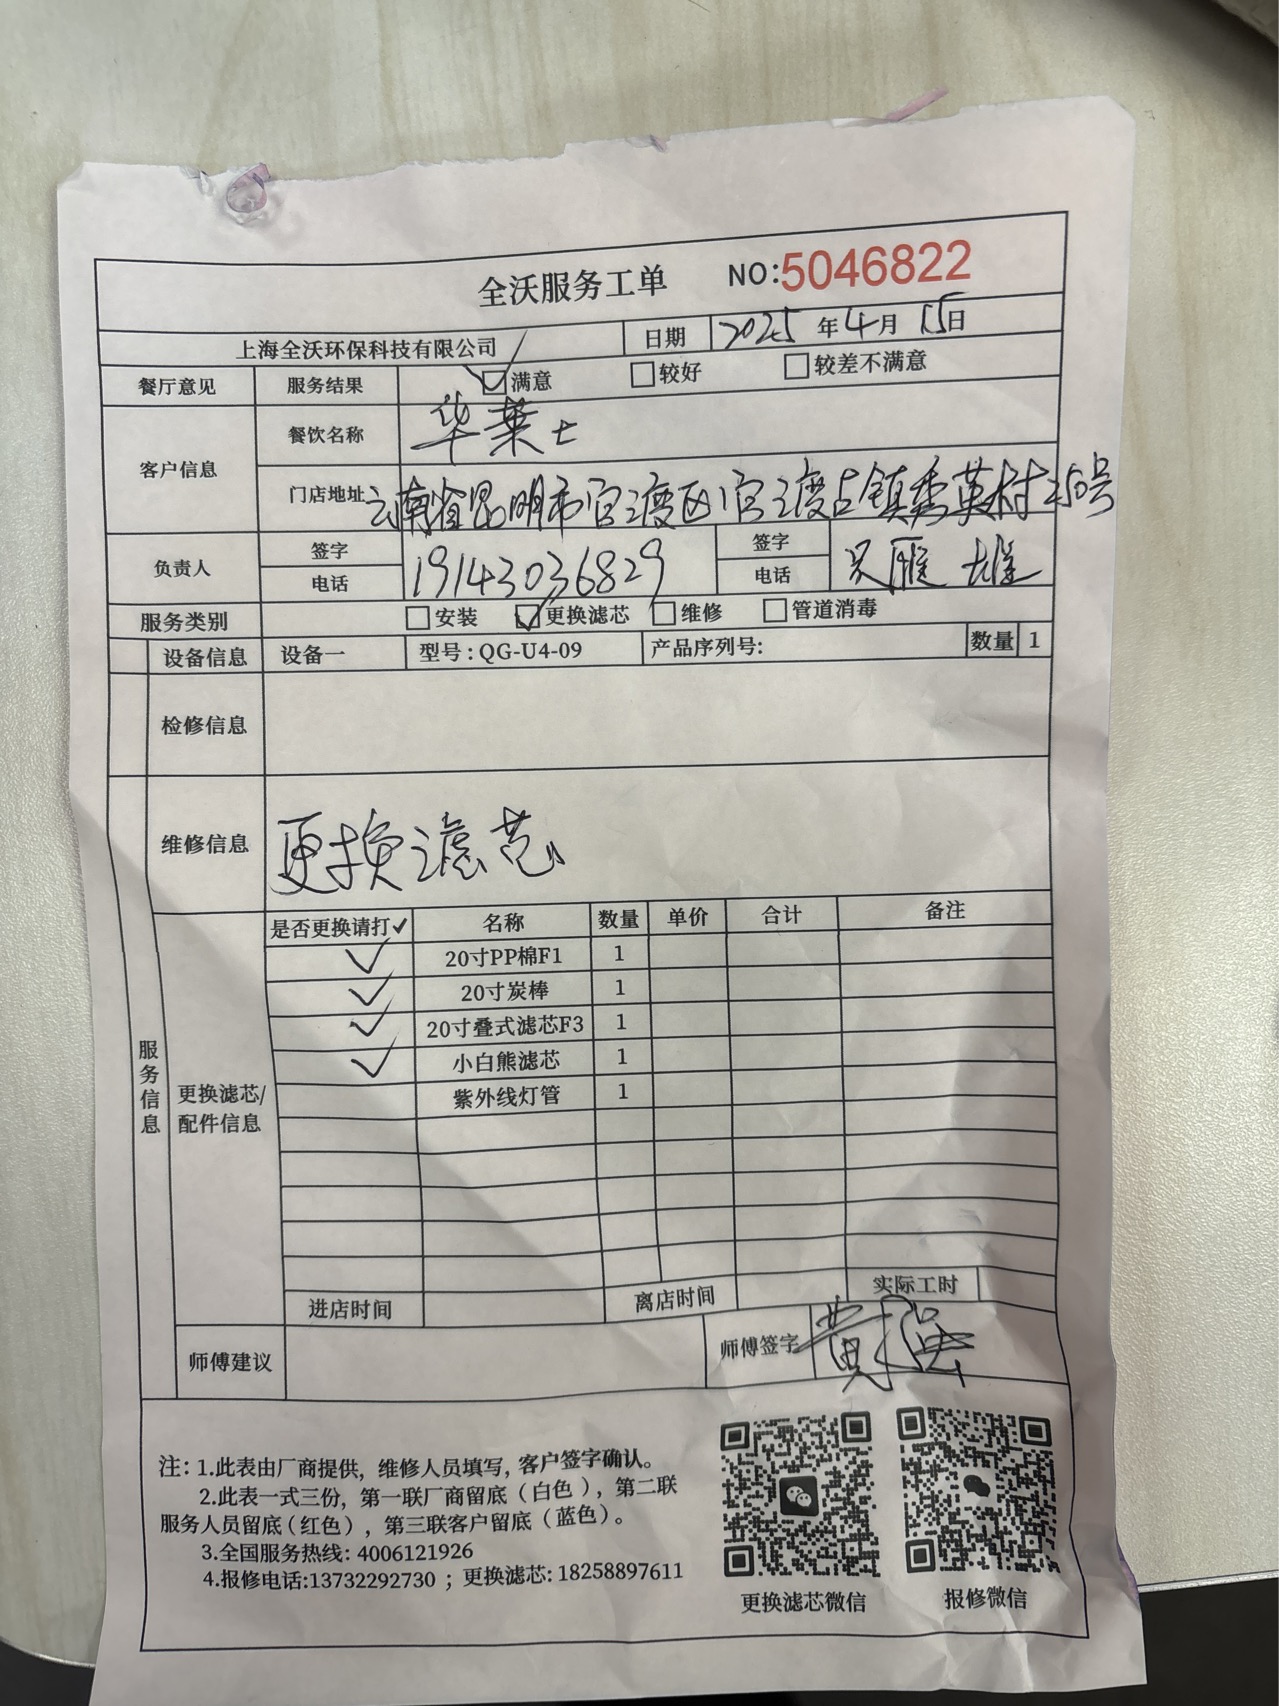 全沃服务工单 NO:5046822
上海全沃环保科技有限公司 日期 2025年4月15日
餐厅意见 服务结果 满意 较好 较差不满意
客户信息 餐饮名称 华莱士
门店地址 云南省昆明市官渡区官渡古镇秀英村250号
负责人 签字 电话 19143036829 签字 电话 雁雄
服务类别 安装 更换滤芯 维修 管道消毒
设备信息 设备一 型号:QG-U4-09 产品序列号: 数量 1
检修信息
维修信息 更换滤芯
服务信息
更换滤芯/配件信息
是否更换请打✓ 名称 数量 单价 合计 备注
✓ 20寸PP棉F1 1
✓ 20寸炭棒 1
✓ 20寸叠式滤芯F3 1
✓ 小白熊滤芯 1
紫外线灯管 1
进店时间 离店时间 实际工时
师傅建议 师傅签字 黄
注:1.此表由厂商提供,维修人员填写,客户签字确认。
2.此表一式三份,第一联厂商留底(白色),第二联
服务人员留底(红色),第三联客户留底(蓝色)。
3.全国服务热线:4006121926
4.报修电话:13732292730;更换滤芯:18258897611
更换滤芯微信 报修微信